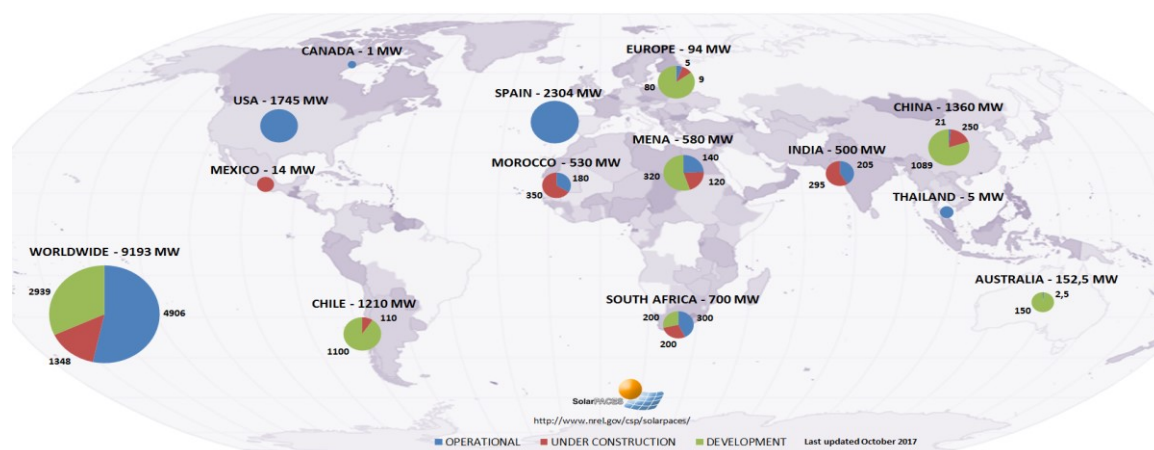 CANADA - 1 MW
EUROPE - 94 MW
5
9
80
USA - 1745 MW
SPAIN - 2304 MW
CHINA - 1360 MW
21
250
1089
MENA - 580 MW
140
120
320
INDIA - 500 MW
205
295
MEXICO - 14 MW
MOROCCO - 530 MW
180
350
THAILAND - 5 MW
WORLDWIDE - 9193 MW
2939
4906
1348
CHILE - 1210 MW
110
1100
SOUTH AFRICA - 700 MW
200
300
200
AUSTRALIA - 152,5 MW
2,5
150
SolarPACES
http://www.nrel.gov/csp/solarpaces/
OPERATIONAL UNDER CONSTRUCTION DEVELOPMENT Last updated October 2017